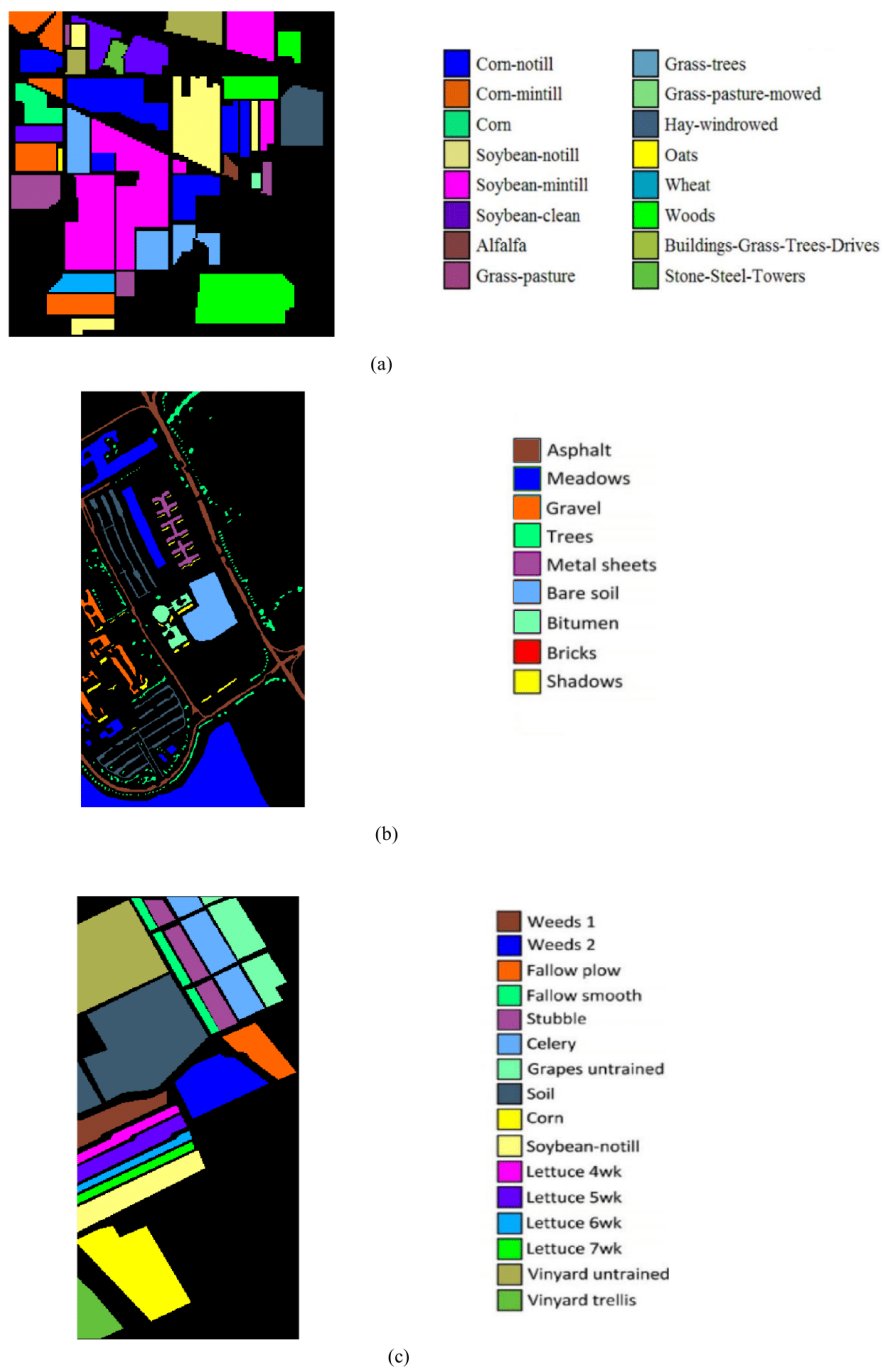 Corn-notill
Corn-mintill
Corn
Soybean-notill
Soybean-mintill
Soybean-clean
Alfalfa
Grass-pasture
Grass-trees
Grass-pasture-mowed
Hay-windrowed
Oats
Wheat
Woods
Buildings-Grass-Trees-Drives
Stone-Steel-Towers
(a)
Asphalt
Meadows
Gravel
Trees
Metal sheets
Bare soil
Bitumen
Bricks
Shadows
(b)
Weeds 1
Weeds 2
Fallow plow
Fallow smooth
Stubble
Celery
Grapes untrained
Soil
Corn
Soybean-notill
Lettuce 4wk
Lettuce 5wk
Lettuce 6wk
Lettuce 7wk
Vinyard untrained
Vinyard trellis
(c)